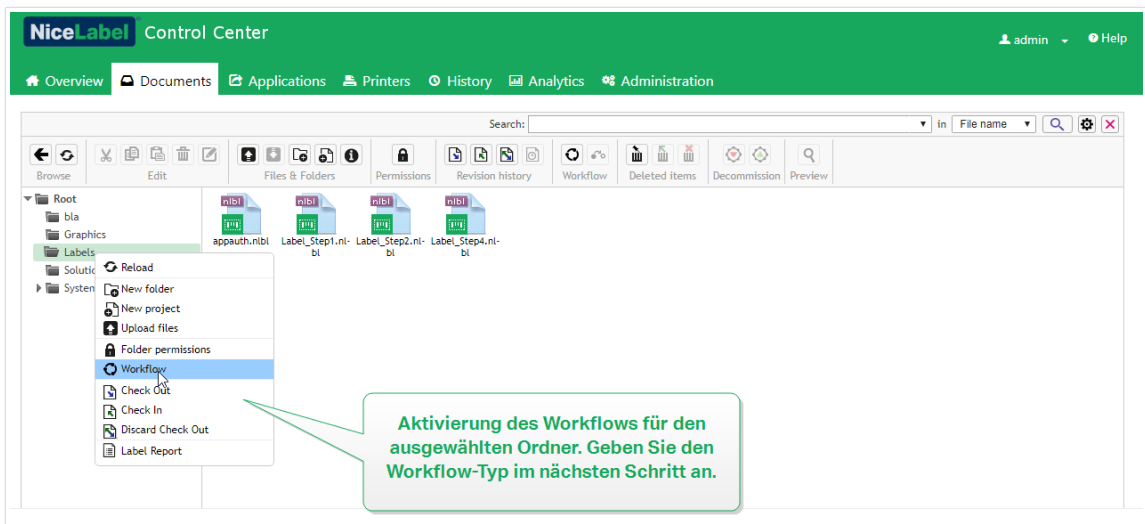 NiceLabel Control Center
admin Help
Overview Documents Applications Printers History Analytics Administration
Search: in File name
Browse Edit Files & Folders Permissions Revision history Workflow Deleted items Decommission Preview
Root
bla
Graphics
Labels
Solutio
System
nlbl nlbl nlbl nlbl
appauth.nlbl Label_Step1.nl- Label_Step2.nl- Label_Step4.nl-
bl bl bl
Reload
New folder
New project
Upload files
Folder permissions
Workflow
Check Out
Check In
Discard Check Out
Label Report
Aktivierung des Workflows für den
ausgewählten Ordner. Geben Sie den
Workflow-Typ im nächsten Schritt an.